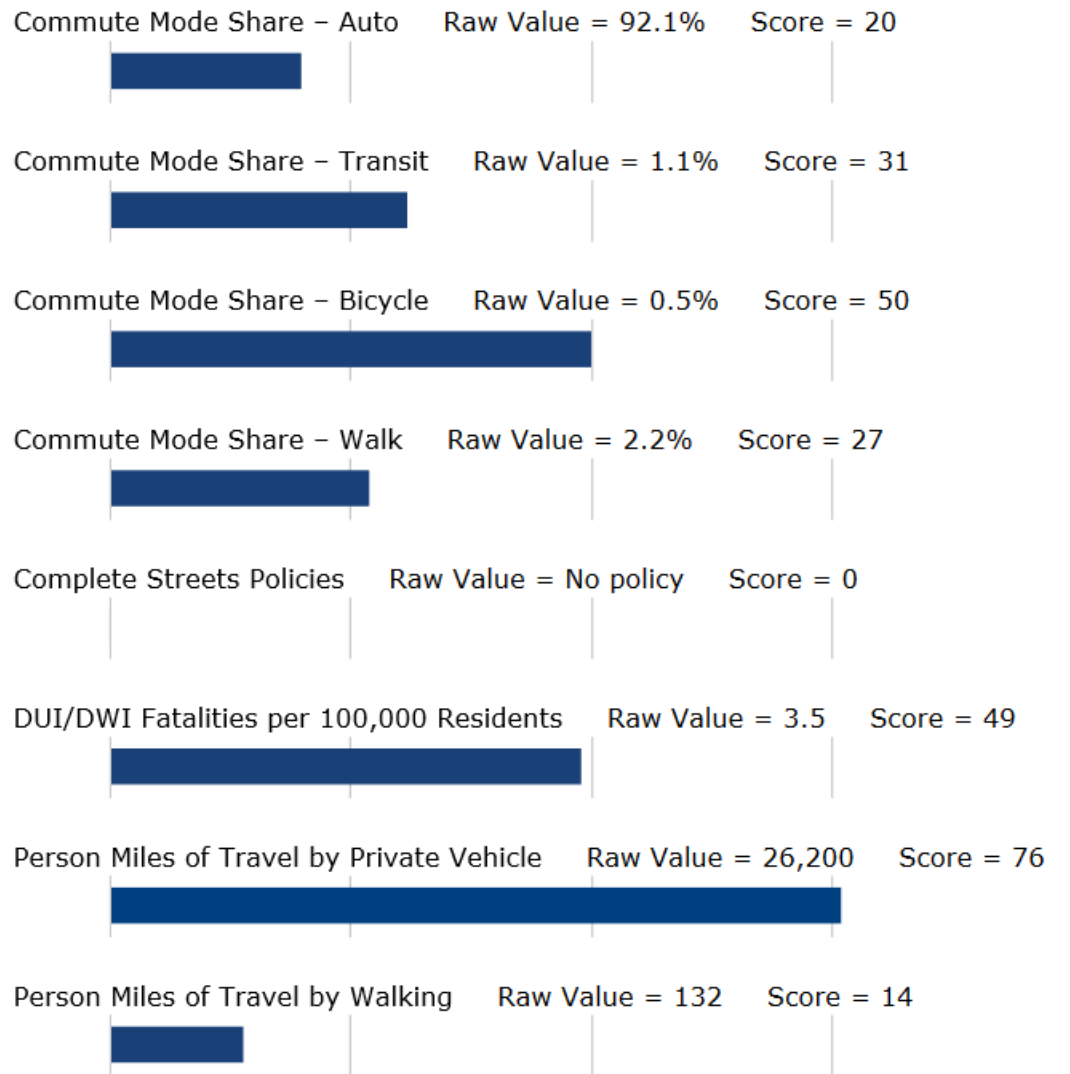 Commute Mode Share – Auto Raw Value = 92.1% Score = 20
Commute Mode Share – Transit Raw Value = 1.1% Score = 31
Commute Mode Share – Bicycle Raw Value = 0.5% Score = 50
Commute Mode Share – Walk Raw Value = 2.2% Score = 27
Complete Streets Policies Raw Value = No policy Score = 0
DUI/DWI Fatalities per 100,000 Residents Raw Value = 3.5 Score = 49
Person Miles of Travel by Private Vehicle Raw Value = 26,200 Score = 76
Person Miles of Travel by Walking Raw Value = 132 Score = 14